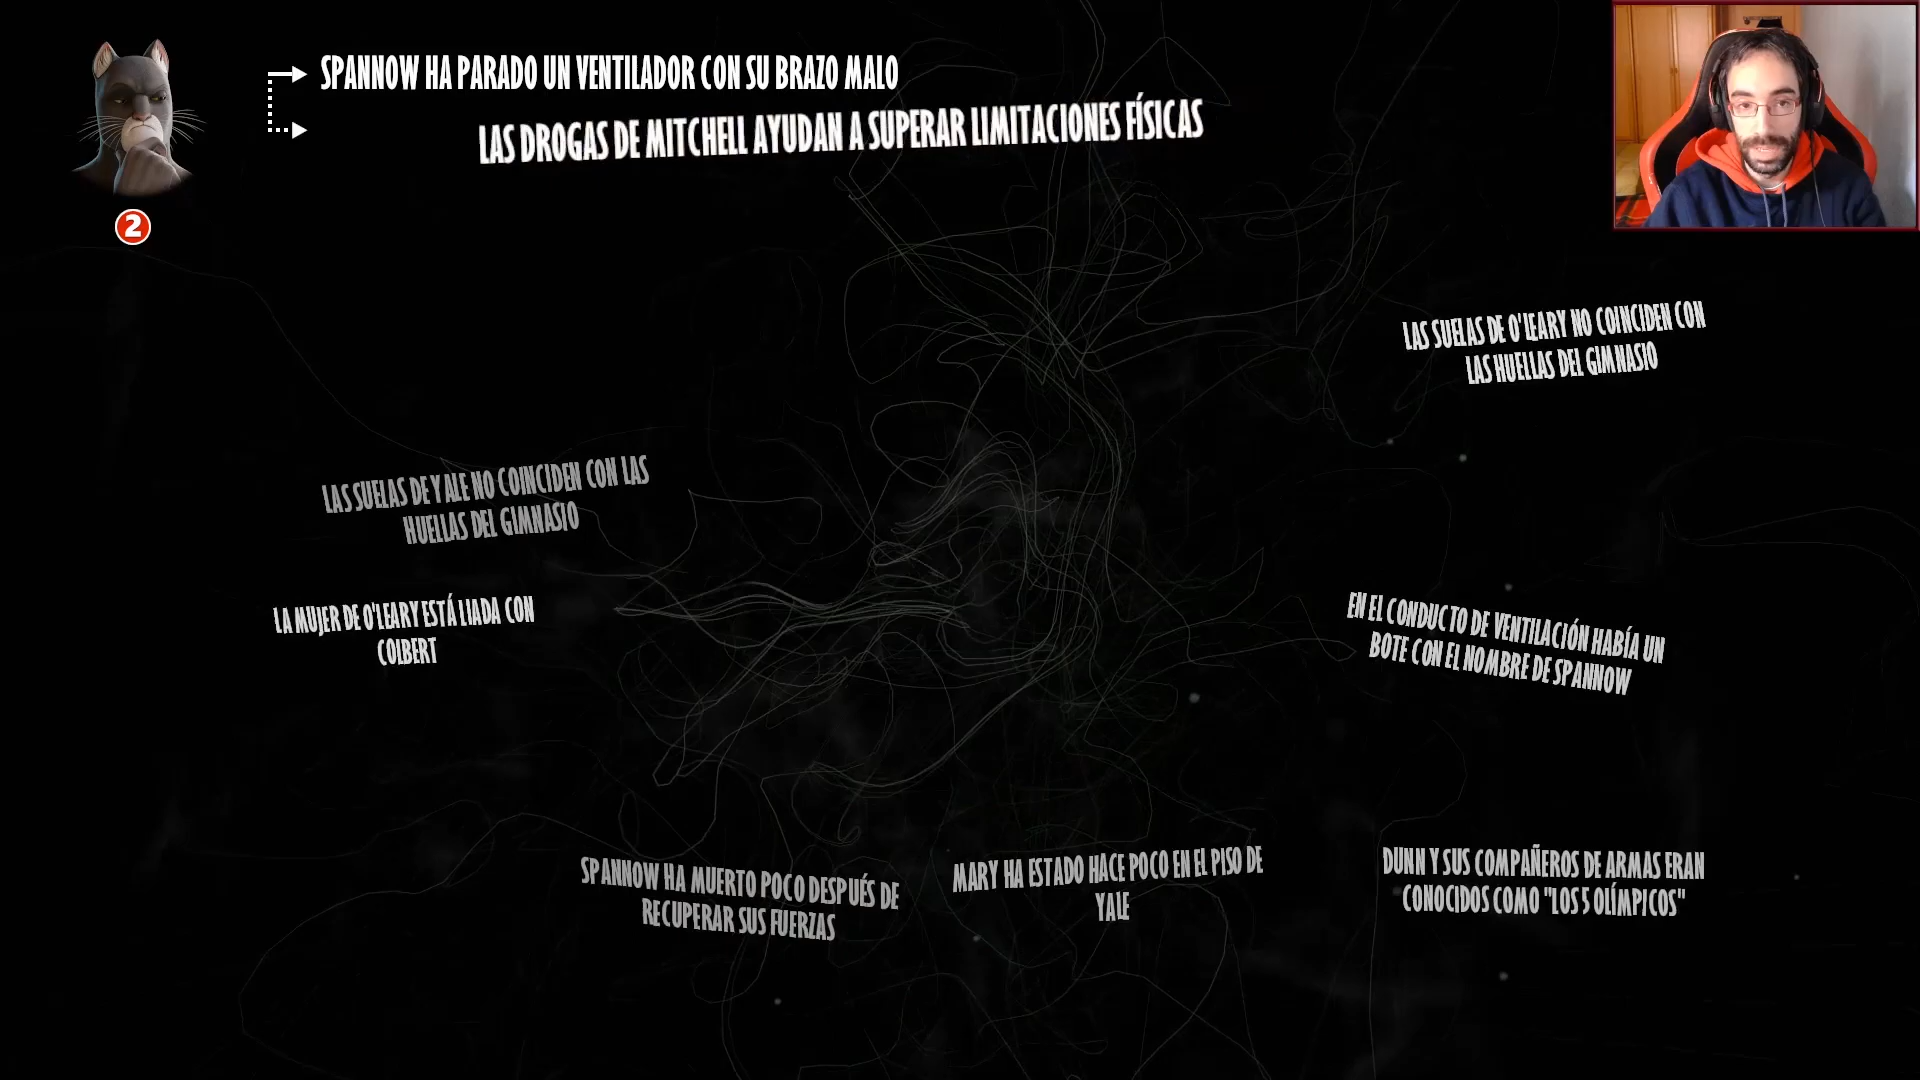 SPANNOW HA PARADO UN VENTILADOR CON SU BRAZO MALO
LAS DROGAS DE MITCHELL AYUDAN A SUPERAR LIMITACIONES FÍSICAS
2
LAS SUELAS DE O'LEARY NO COINCIDEN CON
LAS HUELLAS DEL GIMNASIO
LAS SUELAS DE YALE NO COINCIDEN CON LAS
HUELLAS DEL GIMNASIO
LA MUJER DE O'LEARY ESTÁ LIADA CON
COLBERT
EN EL CONDUCTO DE VENTILACIÓN HABÍA UN
BOTE CON EL NOMBRE DE SPANNOW
SPANNOW HA MUERTO POCO DESPUÉS DE
RECUPERAR SUS FUERZAS
MARY HA ESTADO HACE POCO EN EL PISO DE
YALE
DUNN Y SUS COMPAÑEROS DE ARMAS ERAN
CONOCIDOS COMO "LOS 5 OLÍMPICOS"